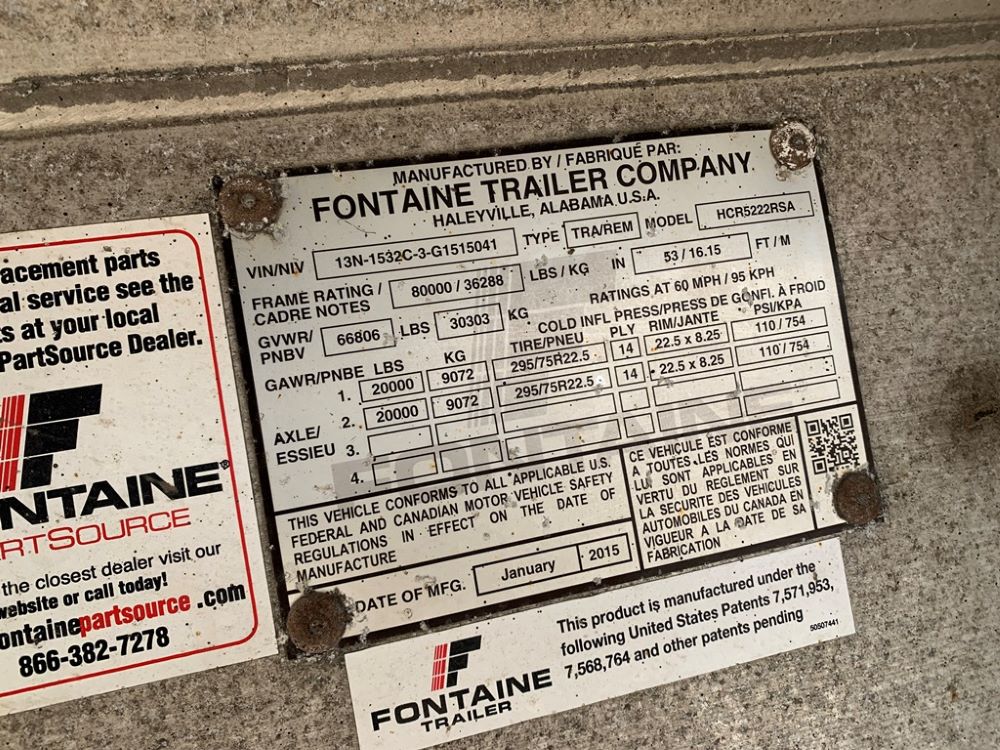 MANUFACTURED BY / FABRIQUÉ PAR:
FONTAINE TRAILER COMPANY
HALEYVILLE, ALABAMA U.S.A.
VIN/NIV 13N-1532C-3-G1515041 TYPE TRA/REM MODEL HCR5222RSA
FRAME RATING / CADRE NOTES 80000 / 36288 LBS / KG IN 53 / 16.15 FT / M
GVWR/ PNBV 66806 LBS 30303 KG RATINGS AT 60 MPH / 95 KPH
COLD INFL PRESS/PRESS DE GONFL À FROID
GAWR/PNBE LBS KG TIRE/PNEU PLY RIM/JANTE PSI/KPA
AXLE/ ESSIEU
1. 20000 9072 295/75R22.5 14 22.5 x 8.25 110 / 754
2. 20000 9072 295/75R22.5 14 22.5 x 8.25 110 / 754
3.
4.
FONTAINE
THIS VEHICLE CONFORMS TO ALL APPLICABLE U.S.
FEDERAL AND CANADIAN MOTOR VEHICLE SAFETY
REGULATIONS IN EFFECT ON THE DATE OF
MANUFACTURE
CE VEHICULE EST CONFORME
A TOUTES LES NORMES QUI
LUI SONT APPLICABLES EN
VERTU DU REGLEMENT SUR
LA SECURITE DES VEHICULES
AUTOMOBILES DU CANADA EN
VIGUEUR A LA DATE DE SA
FABRICATION
DATE OF MFG. January 2015
acement parts
al service see the
ts at your local
PartSource Dealer.
NTAINE®
RTSOURCE
the closest dealer visit our
website or call today!
ontainepartsource.com
866-382-7278
FONTAINE
TRAILER
This product is manufactured under the
following United States Patents 7,571,953,
7,568,764 and other patents pending
50507441